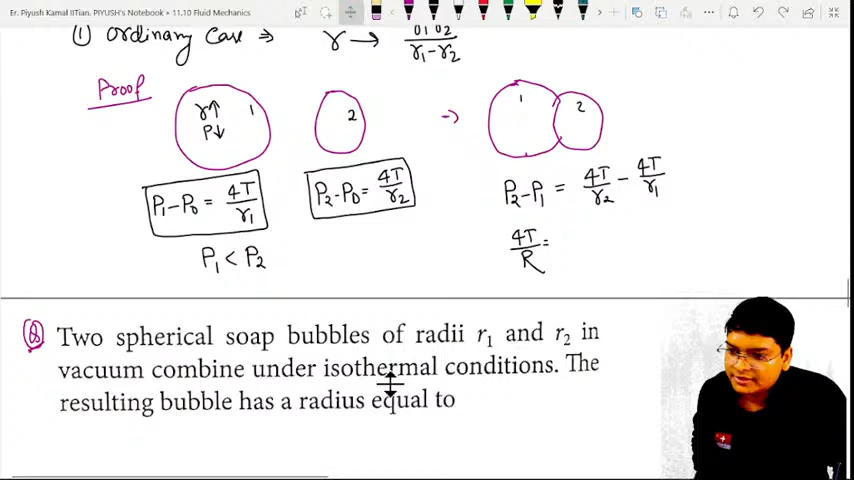 Er. Piyush Kamal IITian. PIYUSH's Notebook » 11.10 Fluid Mechanics
① Ordinary Case ⇒ r → r1 r2 / r1−r2
Proof
r↑ 1
P↓
2
→
1
2
P1−P0 = 4T/r1
P2−P0 = 4T/r2
P2−P1 = 4T/r2 − 4T/r1
P1 < P2
4T/R =
Q Two spherical soap bubbles of radii r1 and r2 in
vacuum combine under isothermal conditions. The
resulting bubble has a radius equal to